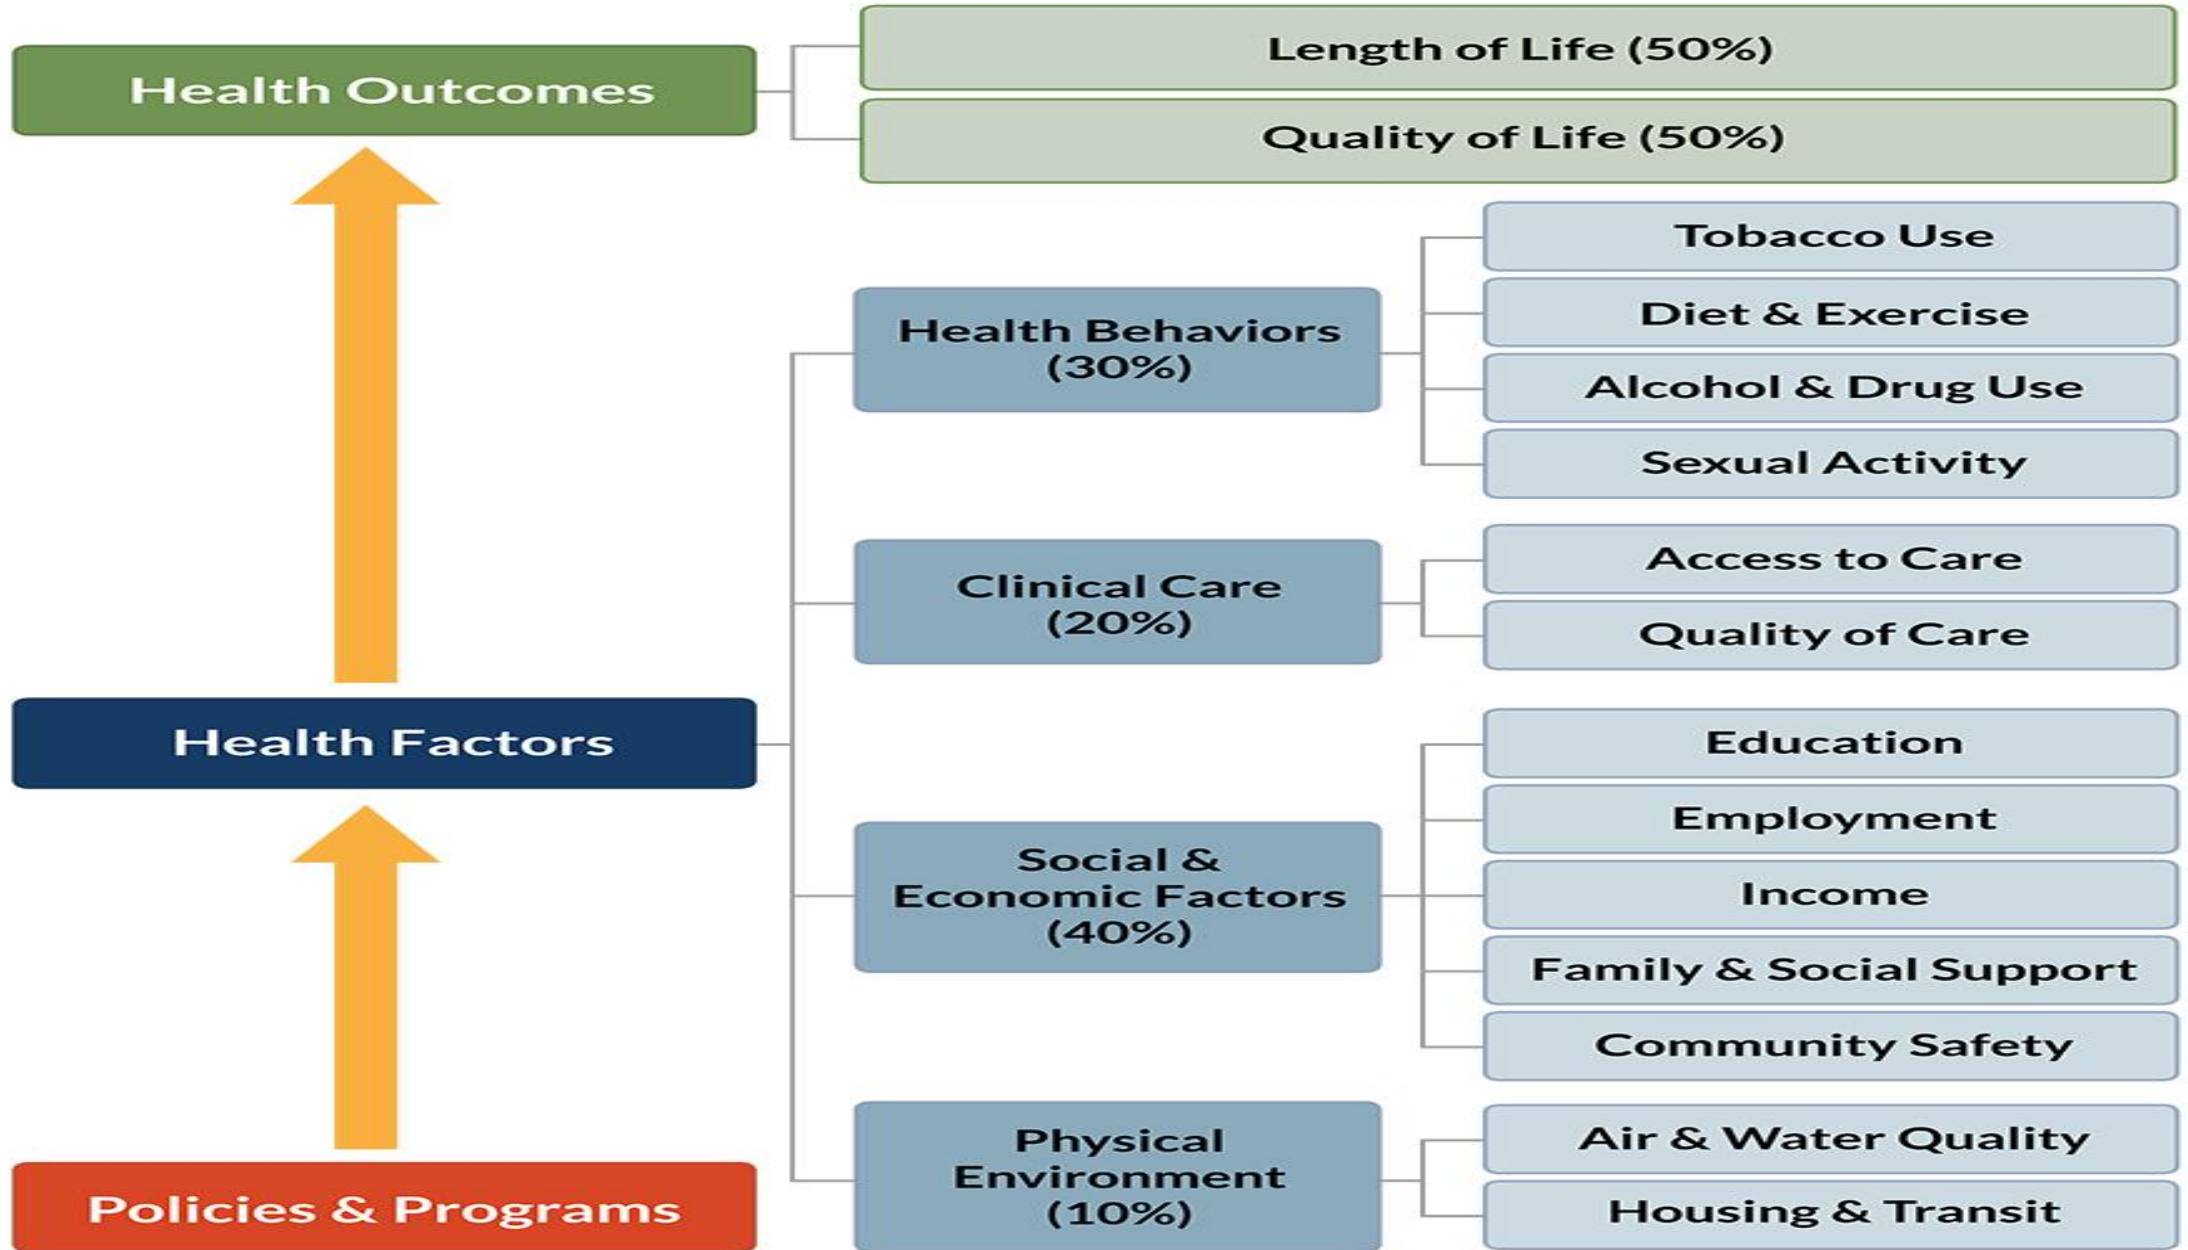 Health Outcomes
Length of Life (50%)
Quality of Life (50%)
Health Factors
Health Behaviors
(30%)
Tobacco Use
Diet & Exercise
Alcohol & Drug Use
Sexual Activity
Clinical Care
(20%)
Access to Care
Quality of Care
Social &
Economic Factors
(40%)
Education
Employment
Income
Family & Social Support
Community Safety
Physical
Environment
(10%)
Air & Water Quality
Housing & Transit
Policies & Programs